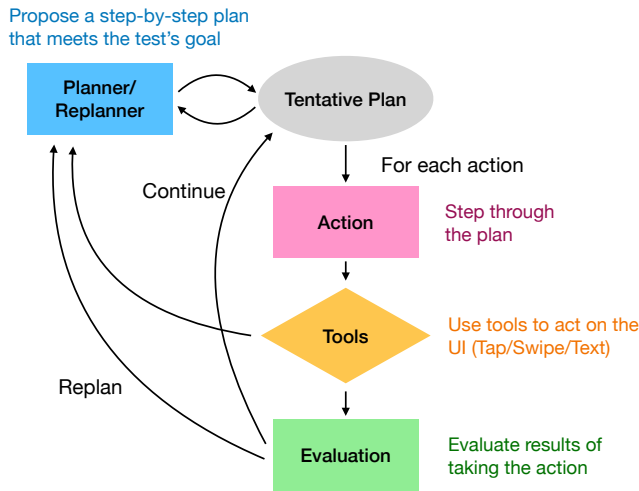 Propose a step-by-step plan
that meets the test's goal
Planner/
Replanner
Tentative Plan
For each action
Continue
Action
Step through
the plan
Tools
Use tools to act on the
UI (Tap/Swipe/Text)
Replan
Evaluation
Evaluate results of
taking the action